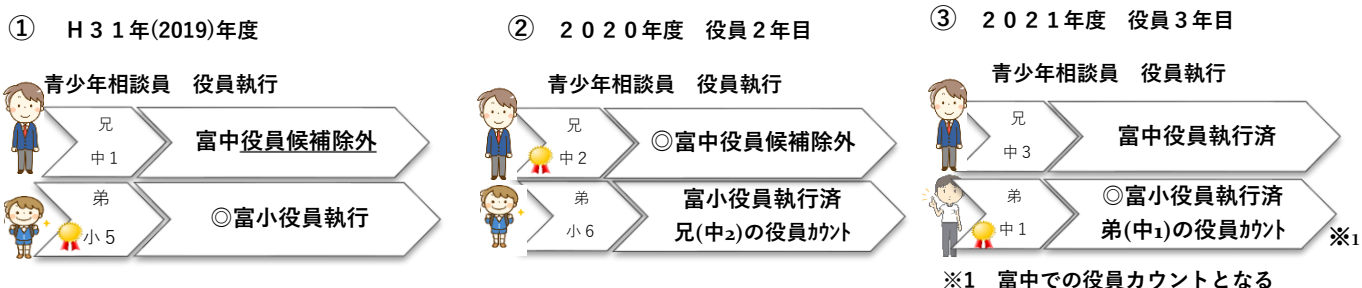 ① H31年(2019)年度
青少年相談員 役員執行
兄
中1
富中役員候補除外
弟
小5
◎富小役員執行
② 2020年度 役員2年目
青少年相談員 役員執行
兄
中2
◎富中役員候補除外
弟
小6
富小役員執行済
兄(中2)の役員ｶｳﾝﾄ
③ 2021年度 役員3年目
青少年相談員 役員執行
兄
中3
富中役員執行済
弟
中1
◎富小役員執行済
弟(中1)の役員ｶｳﾝﾄ
※1
※1 富中での役員カウントとなる